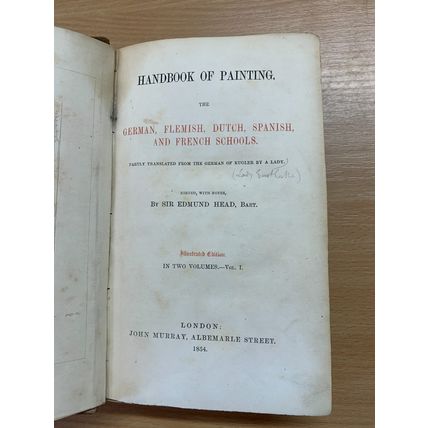 HANDBOOK OF PAINTING.
THE
GERMAN, FLEMISH, DUTCH, SPANISH,
AND FRENCH SCHOOLS.
PARTLY TRANSLATED FROM THE GERMAN OF KUGLER BY A LADY.
(Lady
EDITED, WITH NOTES,
BY SIR EDMUND HEAD, BART.
Illustrated Edition.
IN TWO VOLUMES.—VOL. I.
LONDON:
JOHN MURRAY, ALBEMARLE STREET.
1854.